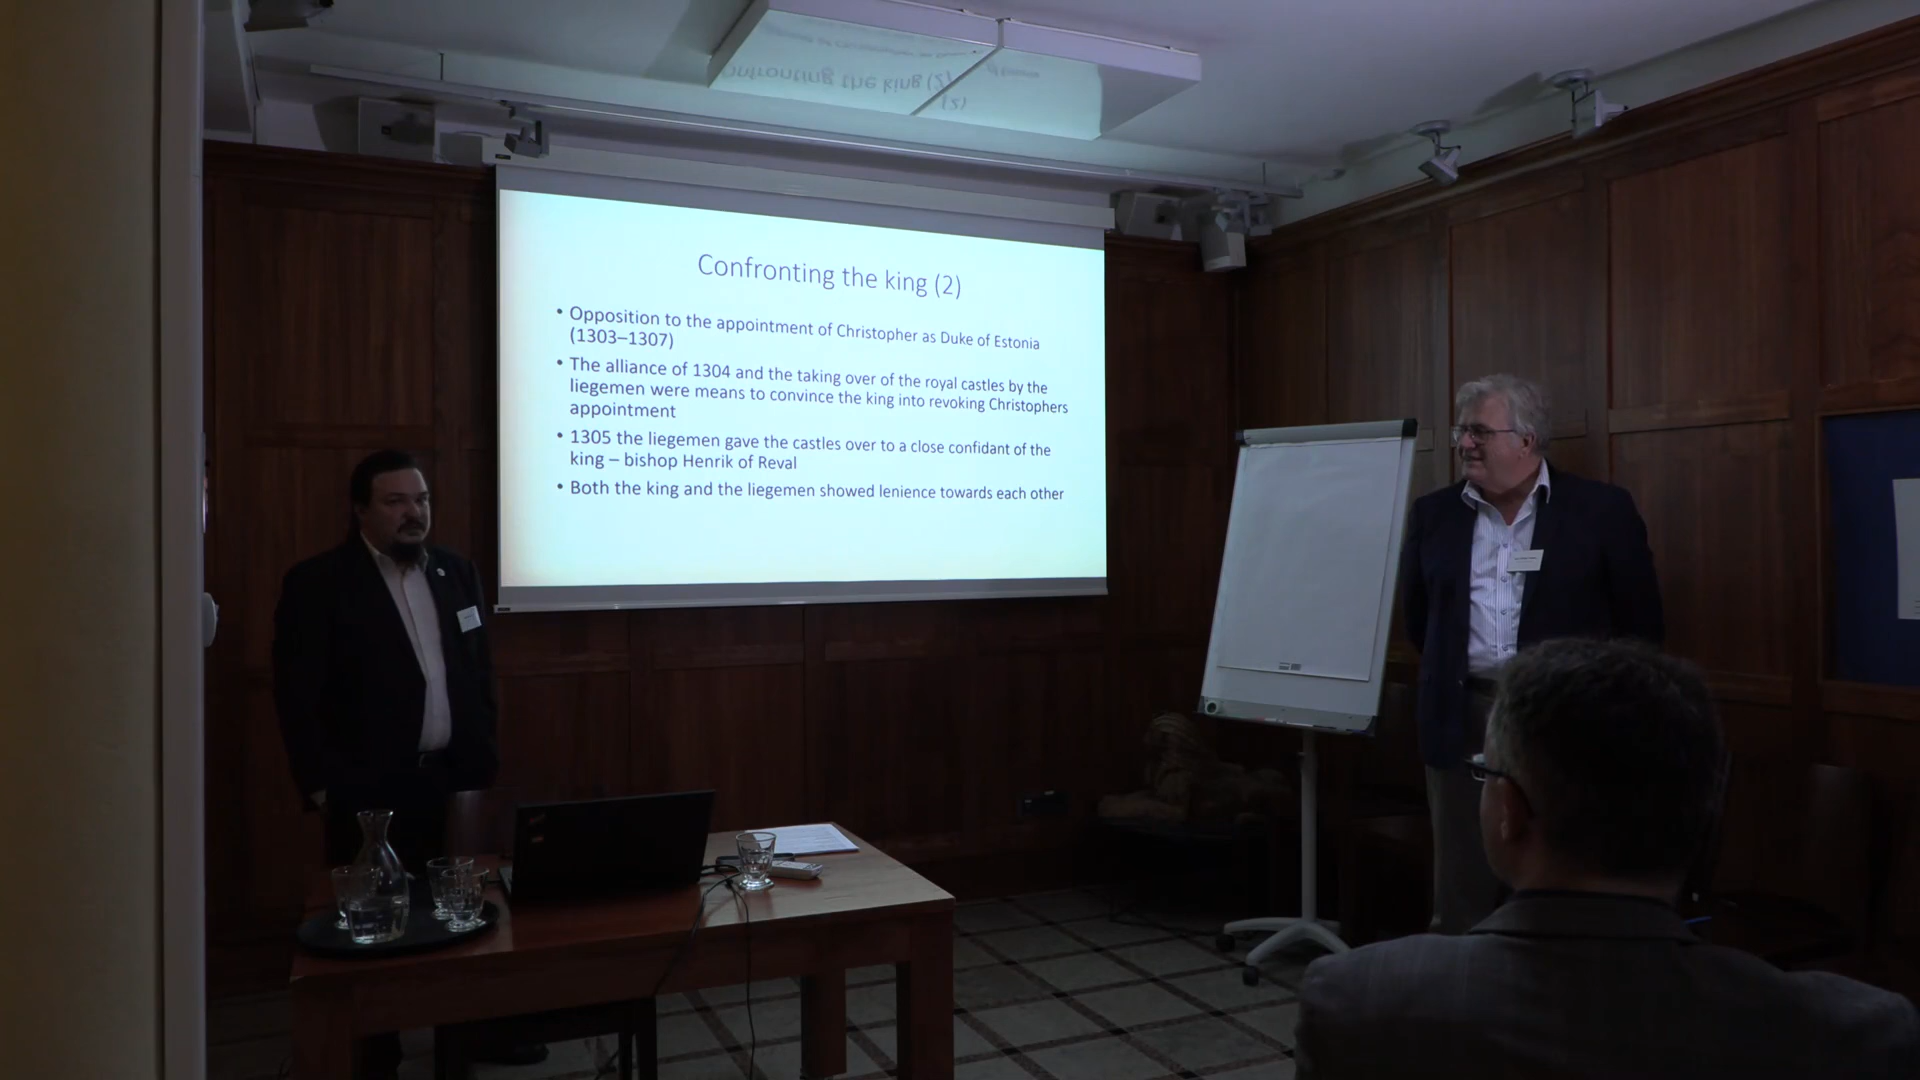 Confronting the king (2)
• Opposition to the appointment of Christopher as Duke of Estonia
(1303–1307)
• The alliance of 1304 and the taking over of the royal castles by the
liegemen were means to convince the king into revoking Christophers
appointment
• 1305 the liegemen gave the castles over to a close confidant of the
king – bishop Henrik of Reval
• Both the king and the liegemen showed lenience towards each other